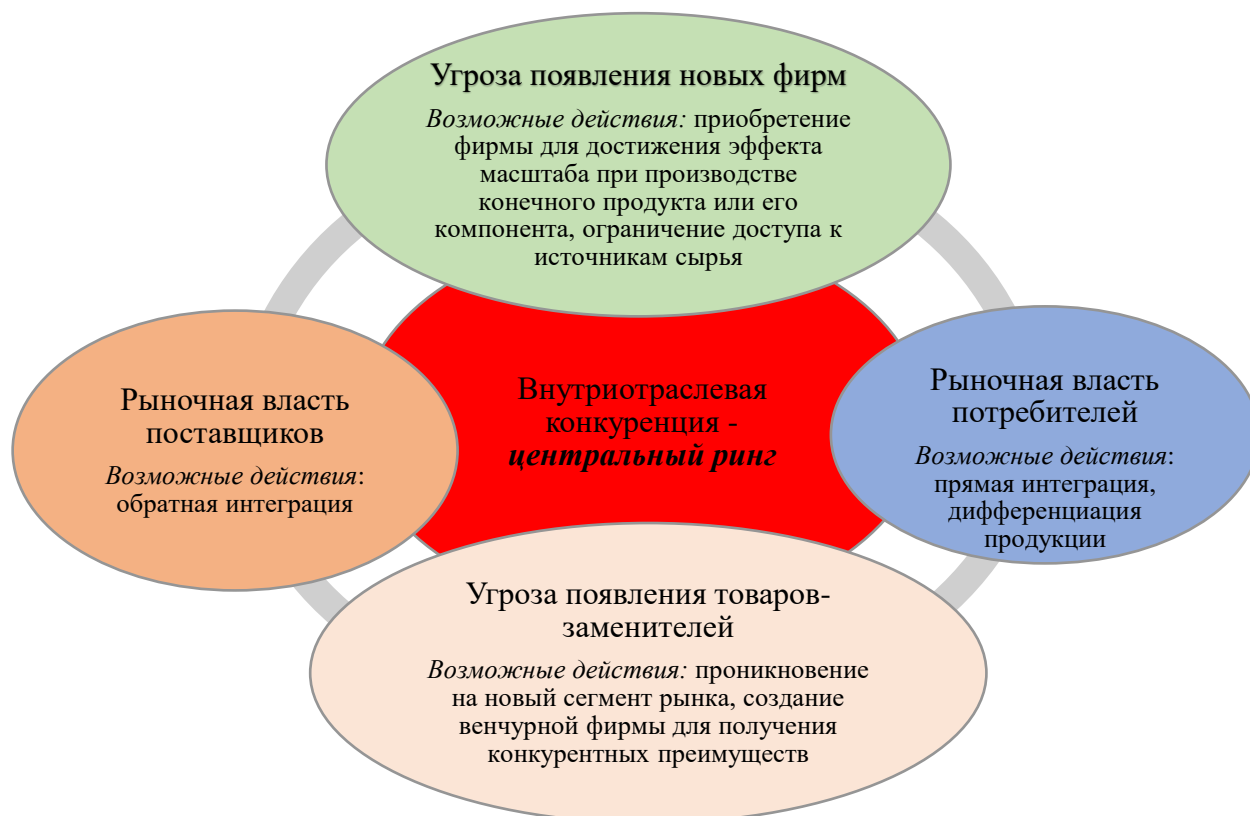 Угроза появления новых фирм
Возможные действия: приобретение
фирмы для достижения эффекта
масштаба при производстве
конечного продукта или его
компонента, ограничение доступа к
источникам сырья
Рыночная власть
поставщиков
Возможные действия:
обратная интеграция
Внутриотраслевая
конкуренция -
центральный ринг
Рыночная власть
потребителей
Возможные действия:
прямая интеграция,
дифференциация
продукции
Угроза появления товаров-
заменителей
Возможные действия: проникновение
на новый сегмент рынка, создание
венчурной фирмы для получения
конкурентных преимуществ